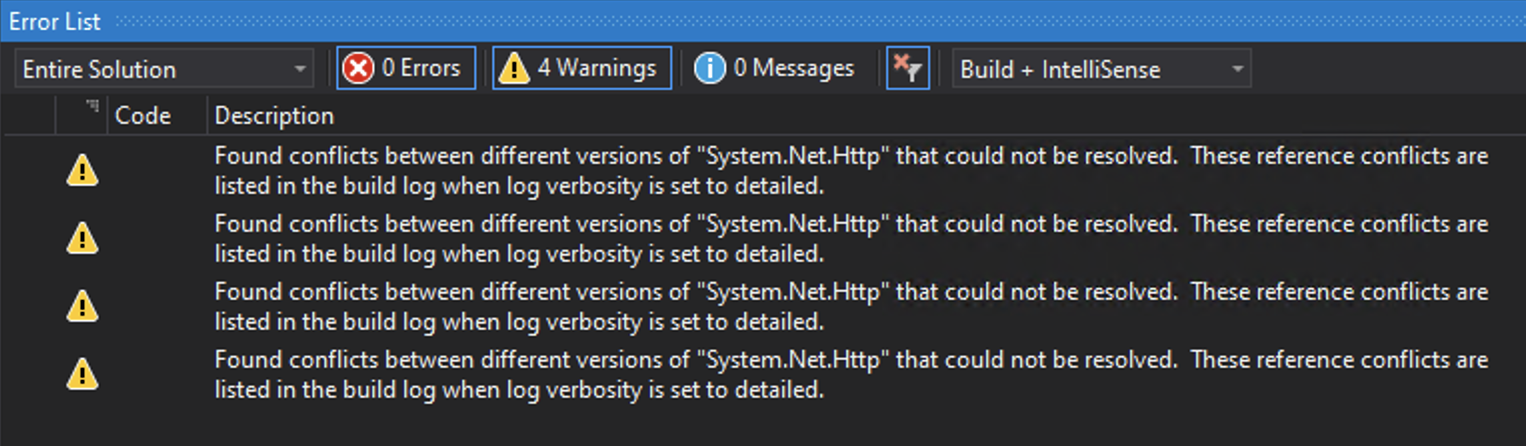 Error List
Entire Solution 0 Errors 4 Warnings 0 Messages Build + IntelliSense
Code Description
Found conflicts between different versions of "System.Net.Http" that could not be resolved.  These reference conflicts are
listed in the build log when log verbosity is set to detailed.
Found conflicts between different versions of "System.Net.Http" that could not be resolved.  These reference conflicts are
listed in the build log when log verbosity is set to detailed.
Found conflicts between different versions of "System.Net.Http" that could not be resolved.  These reference conflicts are
listed in the build log when log verbosity is set to detailed.
Found conflicts between different versions of "System.Net.Http" that could not be resolved.  These reference conflicts are
listed in the build log when log verbosity is set to detailed.